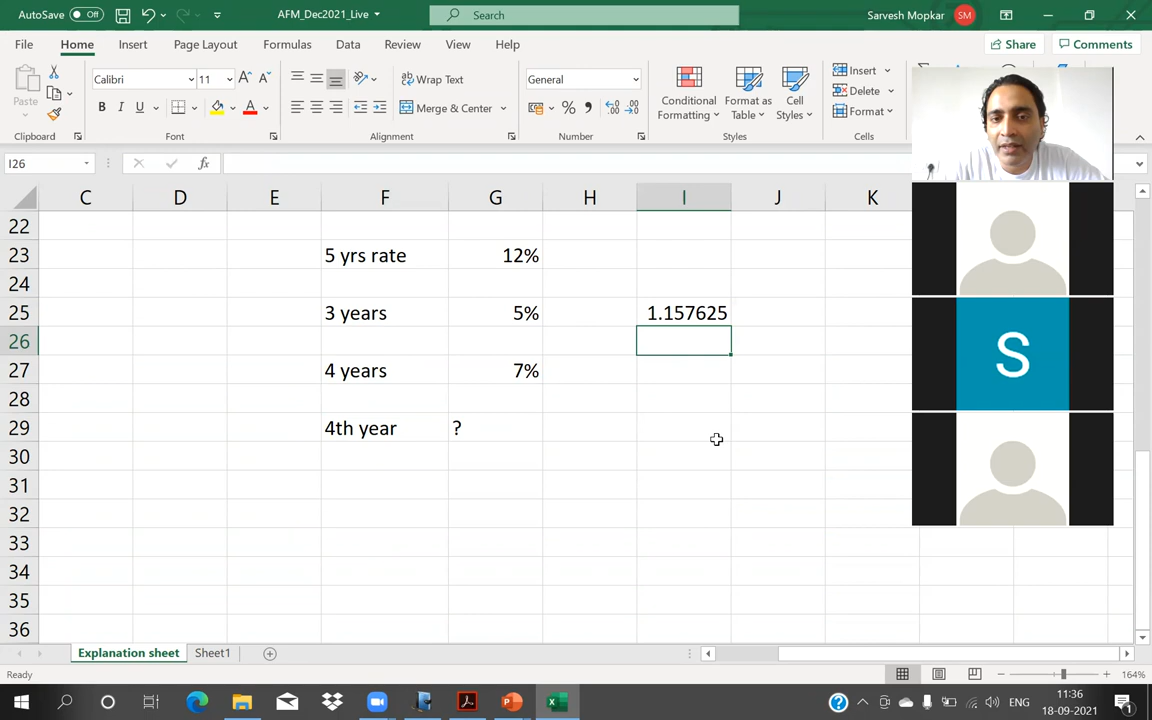 AutoSave Off AFM_Dec2021_Live Search Sarvesh Mopkar SM
File Home Insert Page Layout Formulas Data Review View Help Share Comments
Paste Calibri 11 A A Wrap Text General Conditional Formatting Format as Table Cell Styles Insert
B I U A Merge & Center % Delete
Format
Clipboard Font Alignment Number Styles Cells
I26 fx
C D E F G H I J K
22
23 5 yrs rate 12%
24
25 3 years 5% 1.157625
26
27 4 years 7%
28
29 4th year ?
30
31
32
33
34
35
36
S
Explanation sheet Sheet1
Ready 164%
ENG 11:36
18-09-2021 1